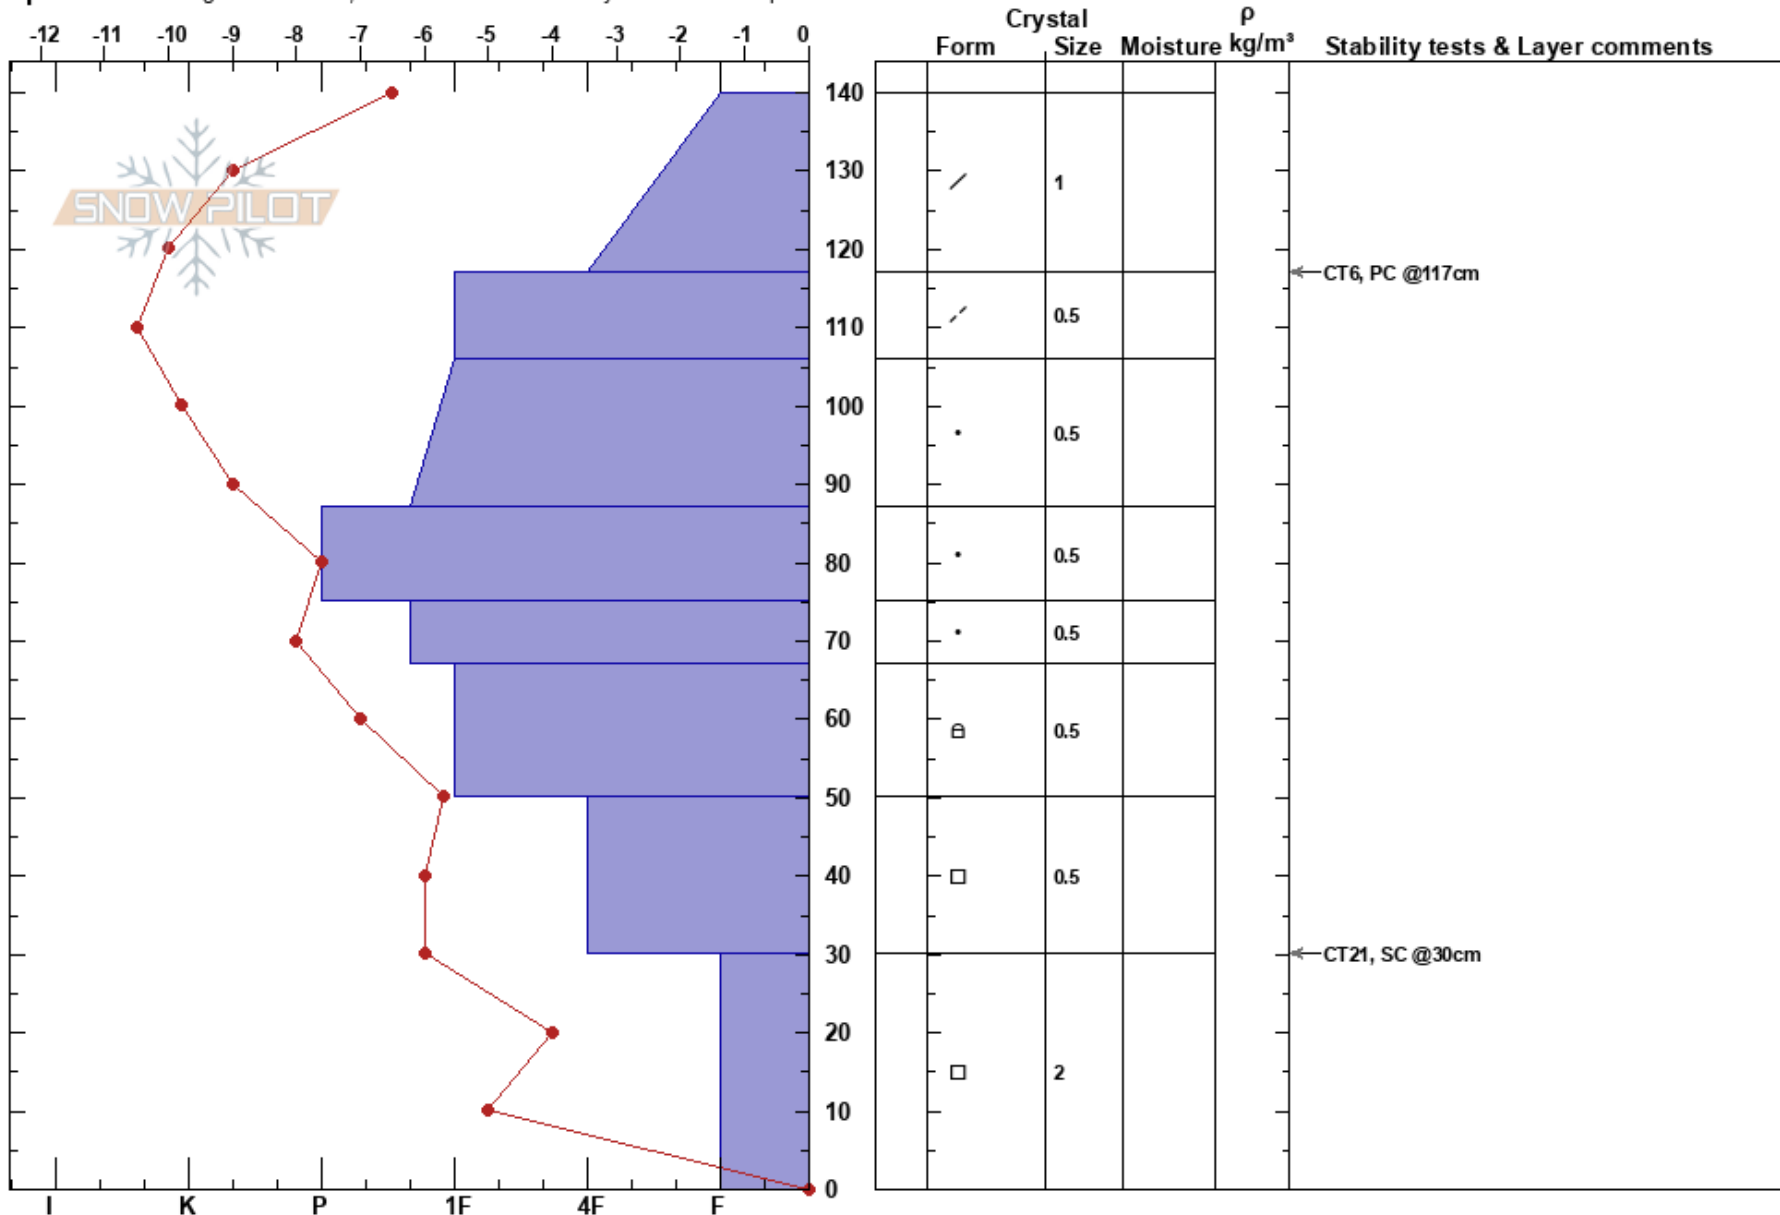 -12 -11 -10 -9 -8 -7 -6 -5 -4 -3 -2 -1 0
Crystal
ρ
Form Size Moisture kg/m³ Stability tests & Layer comments
140
130
SNOW PILOT
1
120
CT6, PC @117cm
0.5
110
100
0.5
90
80
0.5
70
0.5
60
0.5
50
40
0.5
30
CT21, SC @30cm
20
2
10
0
I K P 1F 4F F